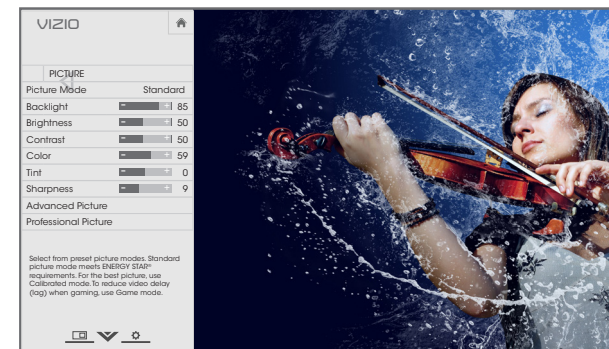 VIZIO
PICTURE
Picture Mode Standard
Backlight 85
Brightness 50
Contrast 50
Color 59
Tint 0
Sharpness 9
Advanced Picture
Professional Picture
Select from preset picture modes. Standard
picture mode meets ENERGY STAR®
requirements. For the best picture, use
Calibrated mode. To reduce video delay
(lag) when gaming, use Game mode.